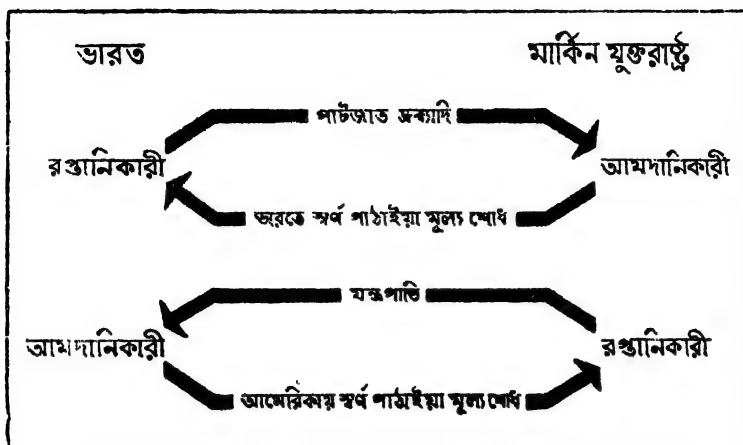 ভারত
মার্কিন যুক্তরাষ্ট্র
পাটজাত দ্রব্যাদি
রপ্তানিকারী
আমদানিকারী
ভারতে স্বর্ণ পাঠাইয়া মূল্য শোধ
যন্ত্রপাতি
আমদানিকারী
রপ্তানিকারী
আমেরিকায় স্বর্ণ পাঠাইয়া মূল্য শোধ